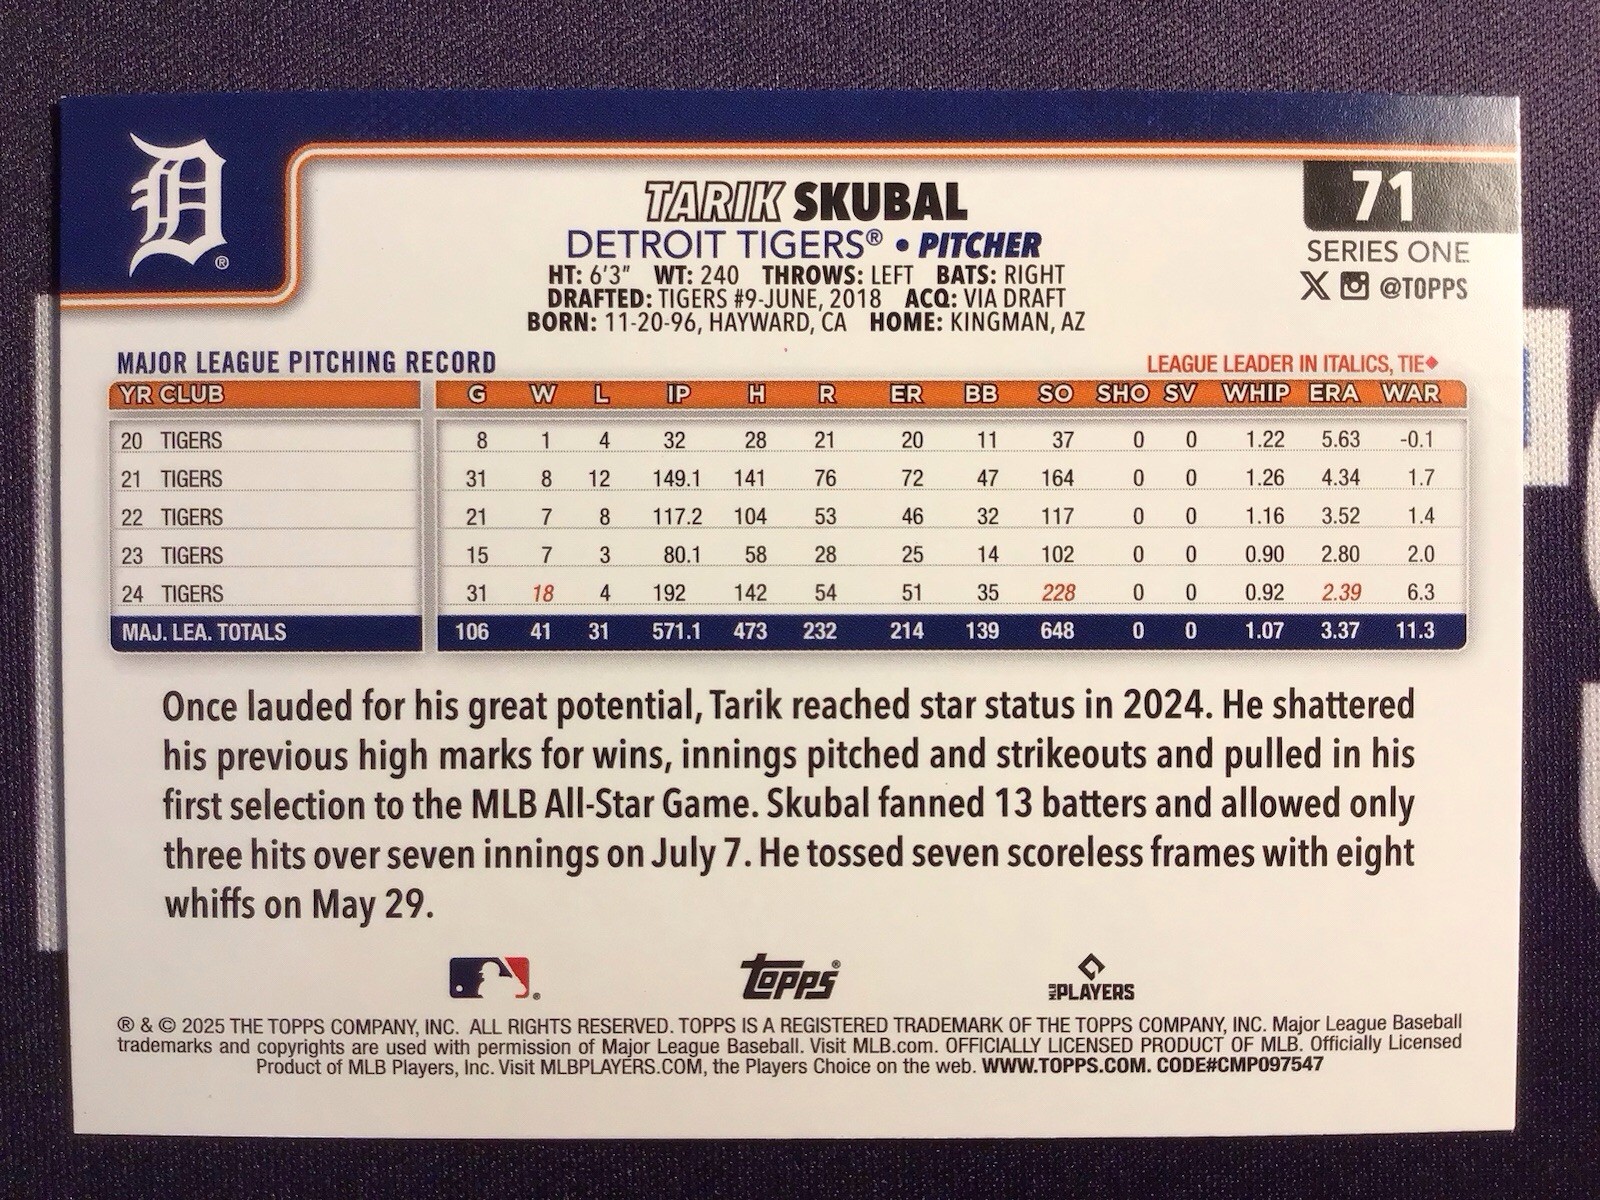 D®
TARIK SKUBAL
71
DETROIT TIGERS® • PITCHER
SERIES ONE
HT: 6'3" WT: 240 THROWS: LEFT BATS: RIGHT
@TOPPS
DRAFTED: TIGERS #9-JUNE, 2018 ACQ: VIA DRAFT
BORN: 11-20-96, HAYWARD, CA HOME: KINGMAN, AZ
MAJOR LEAGUE PITCHING RECORD LEAGUE LEADER IN ITALICS, TIE♦
YR CLUB G W L IP H R ER BB SO SHO SV WHIP ERA WAR
20 TIGERS 8 1 4 32 28 21 20 11 37 0 0 1.22 5.63 -0.1
21 TIGERS 31 8 12 149.1 141 76 72 47 164 0 0 1.26 4.34 1.7
22 TIGERS 21 7 8 117.2 104 53 46 32 117 0 0 1.16 3.52 1.4
23 TIGERS 15 7 3 80.1 58 28 25 14 102 0 0 0.90 2.80 2.0
24 TIGERS 31 18 4 192 142 54 51 35 228 0 0 0.92 2.39 6.3
MAJ. LEA. TOTALS 106 41 31 571.1 473 232 214 139 648 0 0 1.07 3.37 11.3
Once lauded for his great potential, Tarik reached star status in 2024. He shattered
his previous high marks for wins, innings pitched and strikeouts and pulled in his
first selection to the MLB All-Star Game. Skubal fanned 13 batters and allowed only
three hits over seven innings on July 7. He tossed seven scoreless frames with eight
whiffs on May 29.
Topps® MLB PLAYERS
® & © 2025 THE TOPPS COMPANY, INC. ALL RIGHTS RESERVED. TOPPS IS A REGISTERED TRADEMARK OF THE TOPPS COMPANY, INC. Major League Baseball
trademarks and copyrights are used with permission of Major League Baseball. Visit MLB.com. OFFICIALLY LICENSED PRODUCT OF MLB. Officially Licensed
Product of MLB Players, Inc. Visit MLBPLAYERS.COM, the Players Choice on the web. WWW.TOPPS.COM. CODE#CMP097547